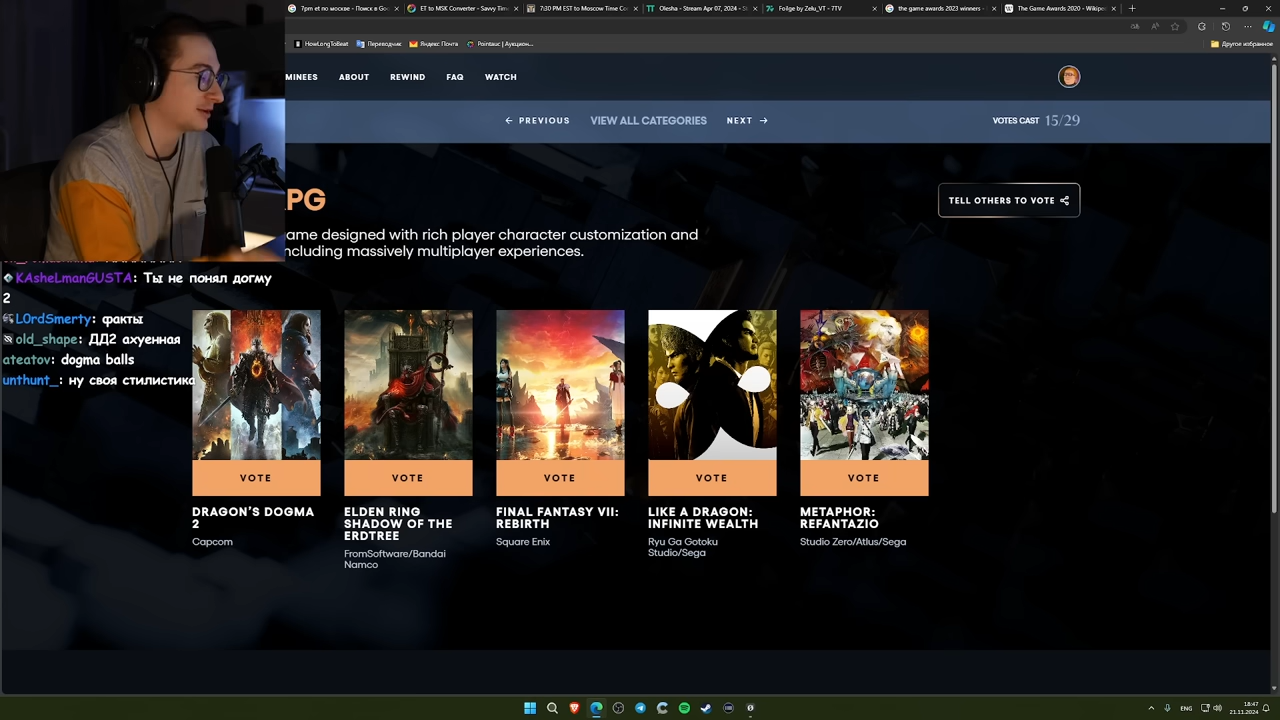 7pm et по москве - Поиск в Goo
ET to MSK Converter - Savvy Tim
7:30 PM EST to Moscow Time Co
Olesha - Stream Apr 07, 2024 - S
Foilge by Zelu_VT - 7TV
the game awards 2023 winners -
The Game Awards 2020 - Wikipe
HowLongToBeat
Переводчик
Яндекс Почта
Pointauc | Аукцион...
Другое избранное
MINEES
ABOUT
REWIND
FAQ
WATCH
← PREVIOUS
VIEW ALL CATEGORIES
NEXT →
VOTES CAST 15/29
PG
TELL OTHERS TO VOTE
ame designed with rich player character customization and
ncluding massively multiplayer experiences.
KAsheLmanGUSTA: Ты не понял догму
2
L0rdSmerty: факты
old_shape: ДД2 ахуенная
ateatov: dogma balls
unthunt_: ну своя стилистика
VOTE
VOTE
VOTE
VOTE
VOTE
DRAGON'S DOGMA
2
Capcom
ELDEN RING
SHADOW OF THE
ERDTREE
FromSoftware/Bandai
Namco
FINAL FANTASY VII:
REBIRTH
Square Enix
LIKE A DRAGON:
INFINITE WEALTH
Ryu Ga Gotoku
Studio/Sega
METAPHOR:
REFANTAZIO
Studio Zero/Atlus/Sega
ENG
18:47
21.11.2024